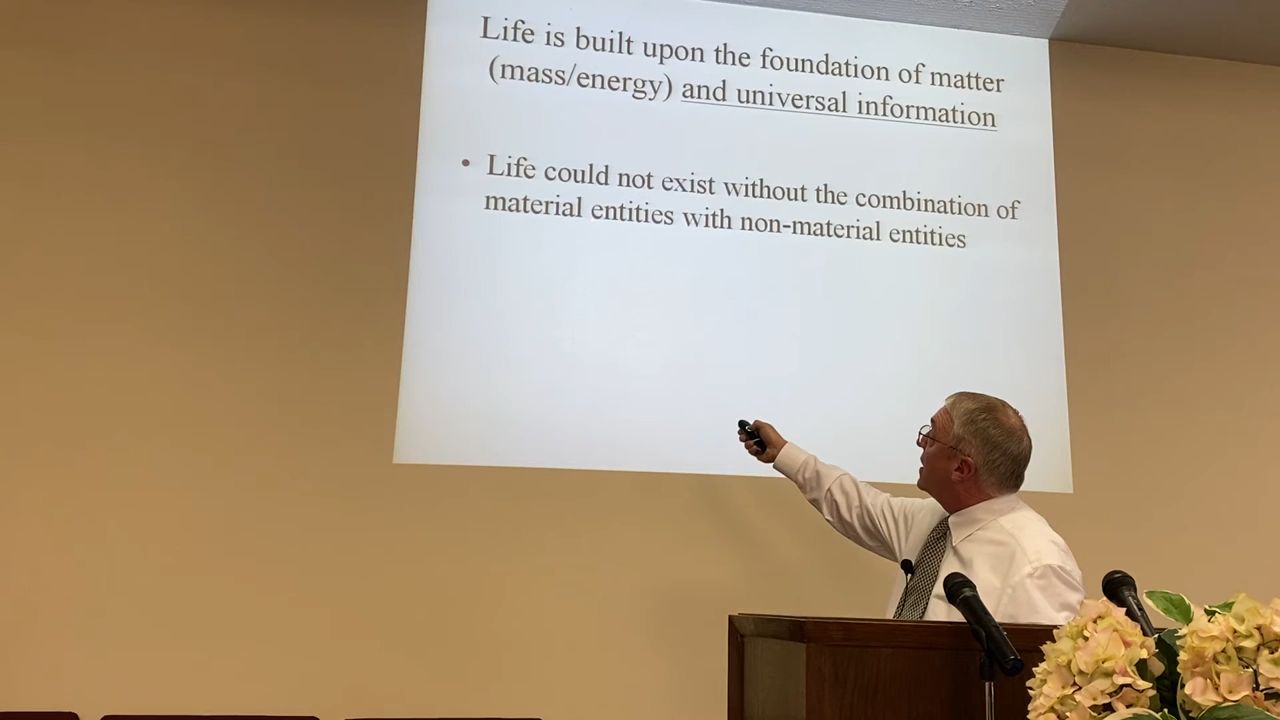 Life is built upon the foundation of matter
(mass/energy) and universal information
• Life could not exist without the combination of
material entities with non-material entities